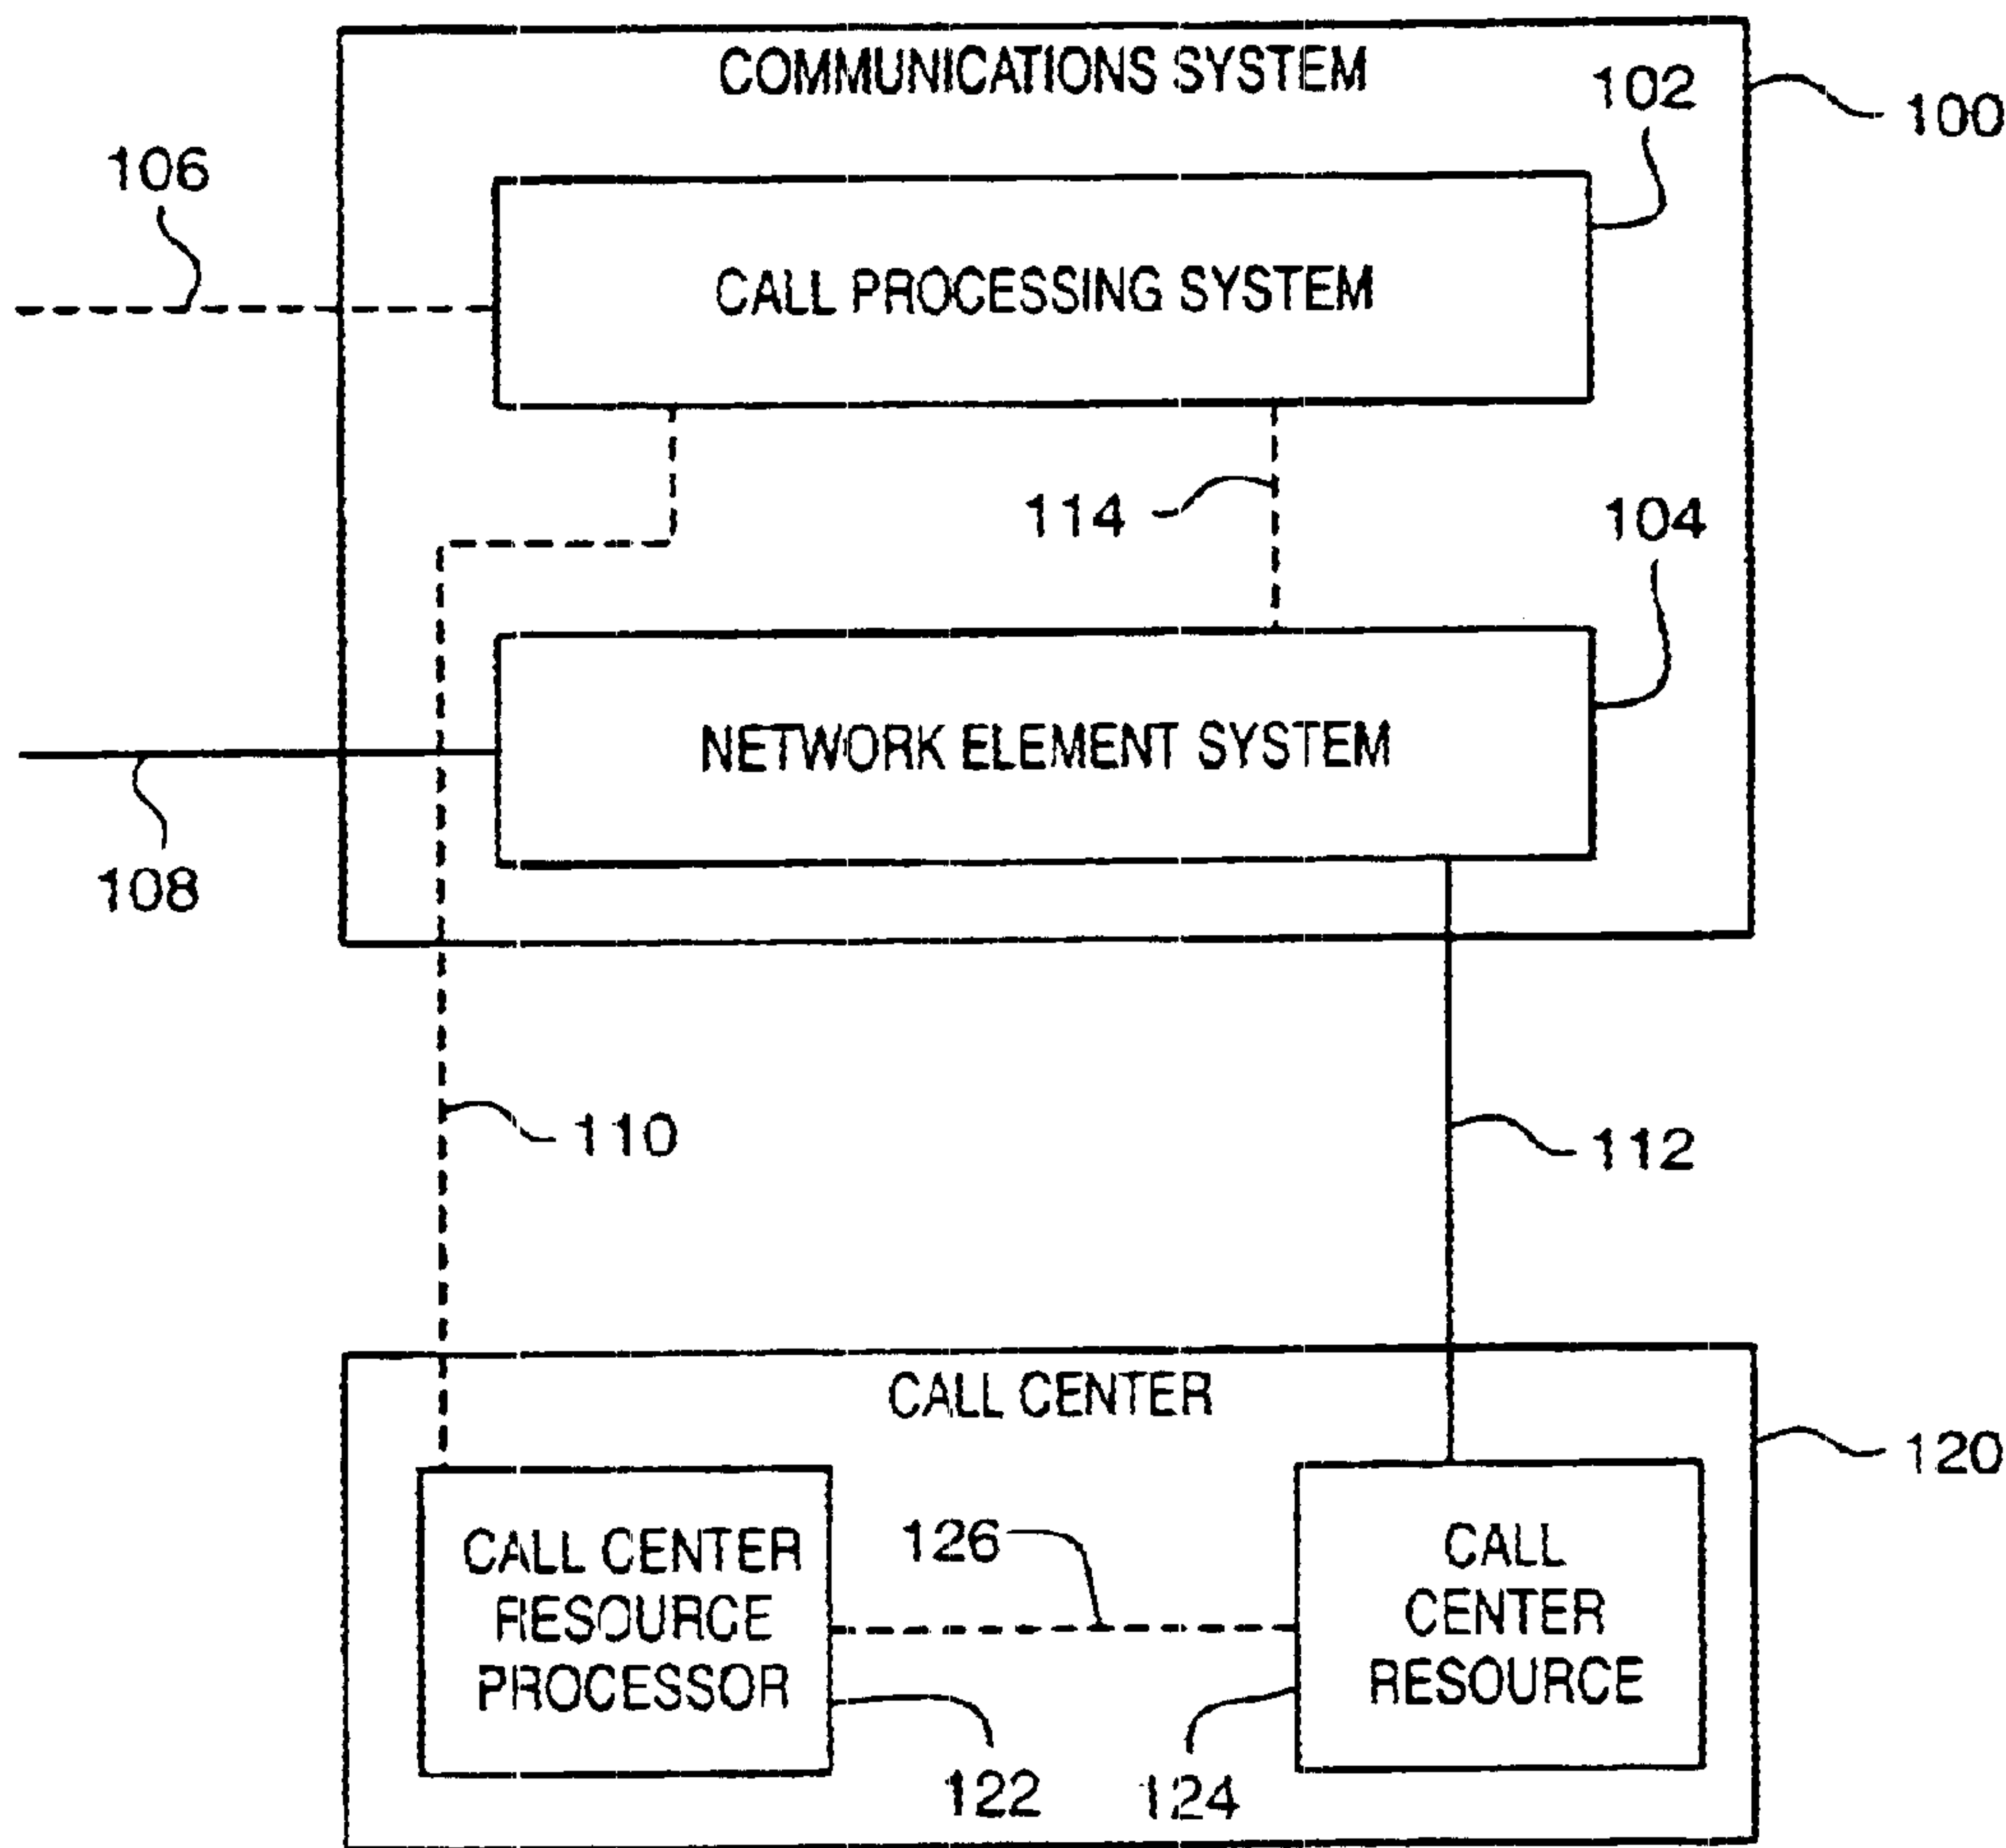 COMMUNICATIONS SYSTEM
102
100
106
CALL PROCESSING SYSTEM
114
104
NETWORK ELEMENT SYSTEM
108
110
112
CALL CENTER
120
CALL CENTER
RESOURCE
PROCESSOR
126
CALL
CENTER
RESOURCE
122
124